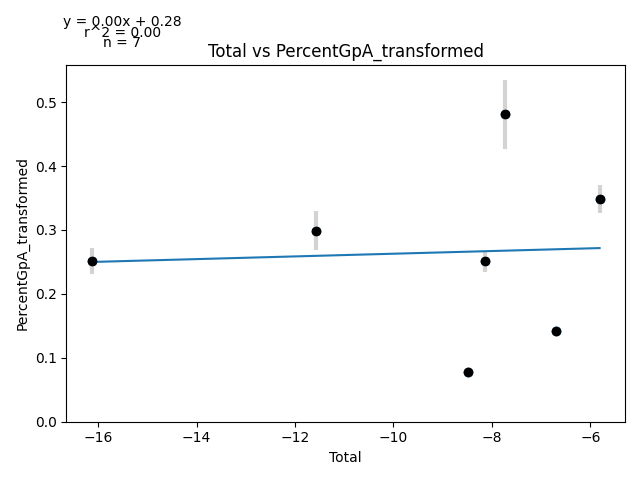 y = 0.00x + 0.28
r^2 = 0.00
n = 7
Total vs PercentGpA_transformed
PercentGpA_transformed
0.5
0.4
0.3
0.2
0.1
0.0
−16 −14 −12 −10 −8 −6
Total